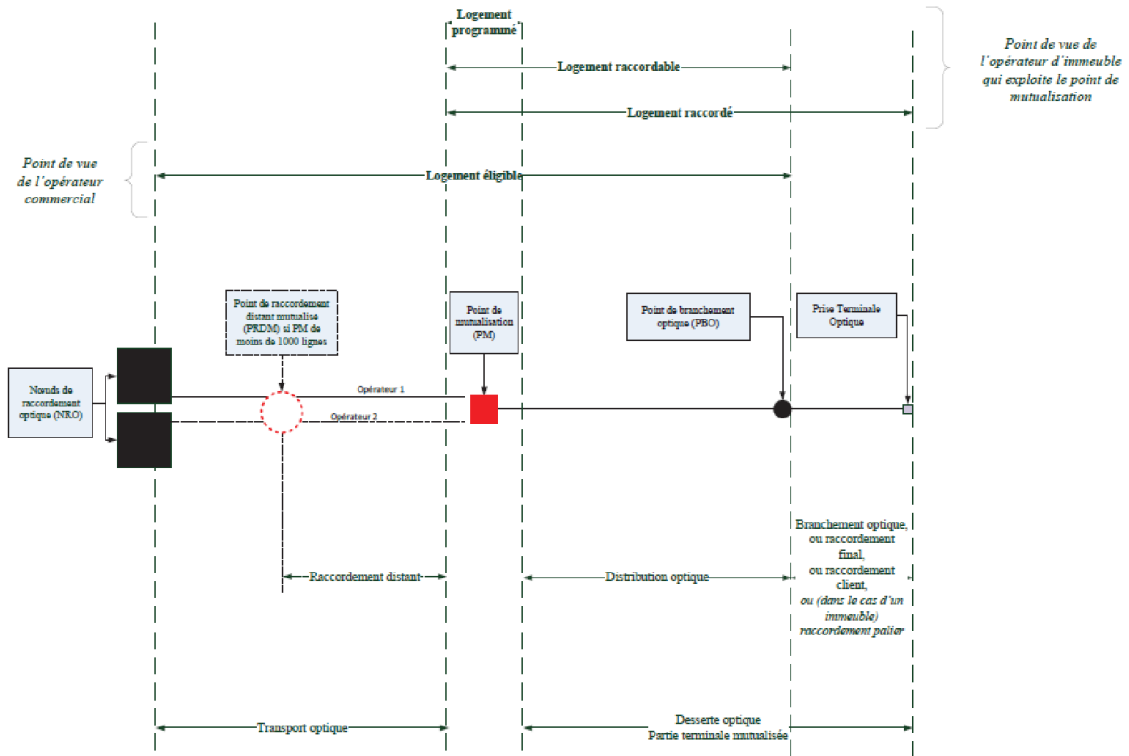 Logement
programmé
Point de vue de
l'opérateur d'immeuble
qui exploite le point de
mutualisation
Logement raccordable
Logement raccordé
Point de vue
de l'opérateur
commercial
Logement éligible
Point de raccordement
distant mutualisé
(PRDM) si PM de
moins de 1000 lignes
Point de
mutualisation
(PM)
Point de branchement
optique (PBO)
Prise Terminale
Optique
Nœuds de
raccordement
optique (NRO)
Opérateur 1
Opérateur 2
Branchement optique,
ou raccordement
final,
ou raccordement
client,
ou (dans le cas d'un
immeuble)
raccordement palier
Raccordement distant
Distribution optique
Transport optique
Desserte optique
Partie terminale mutualisée